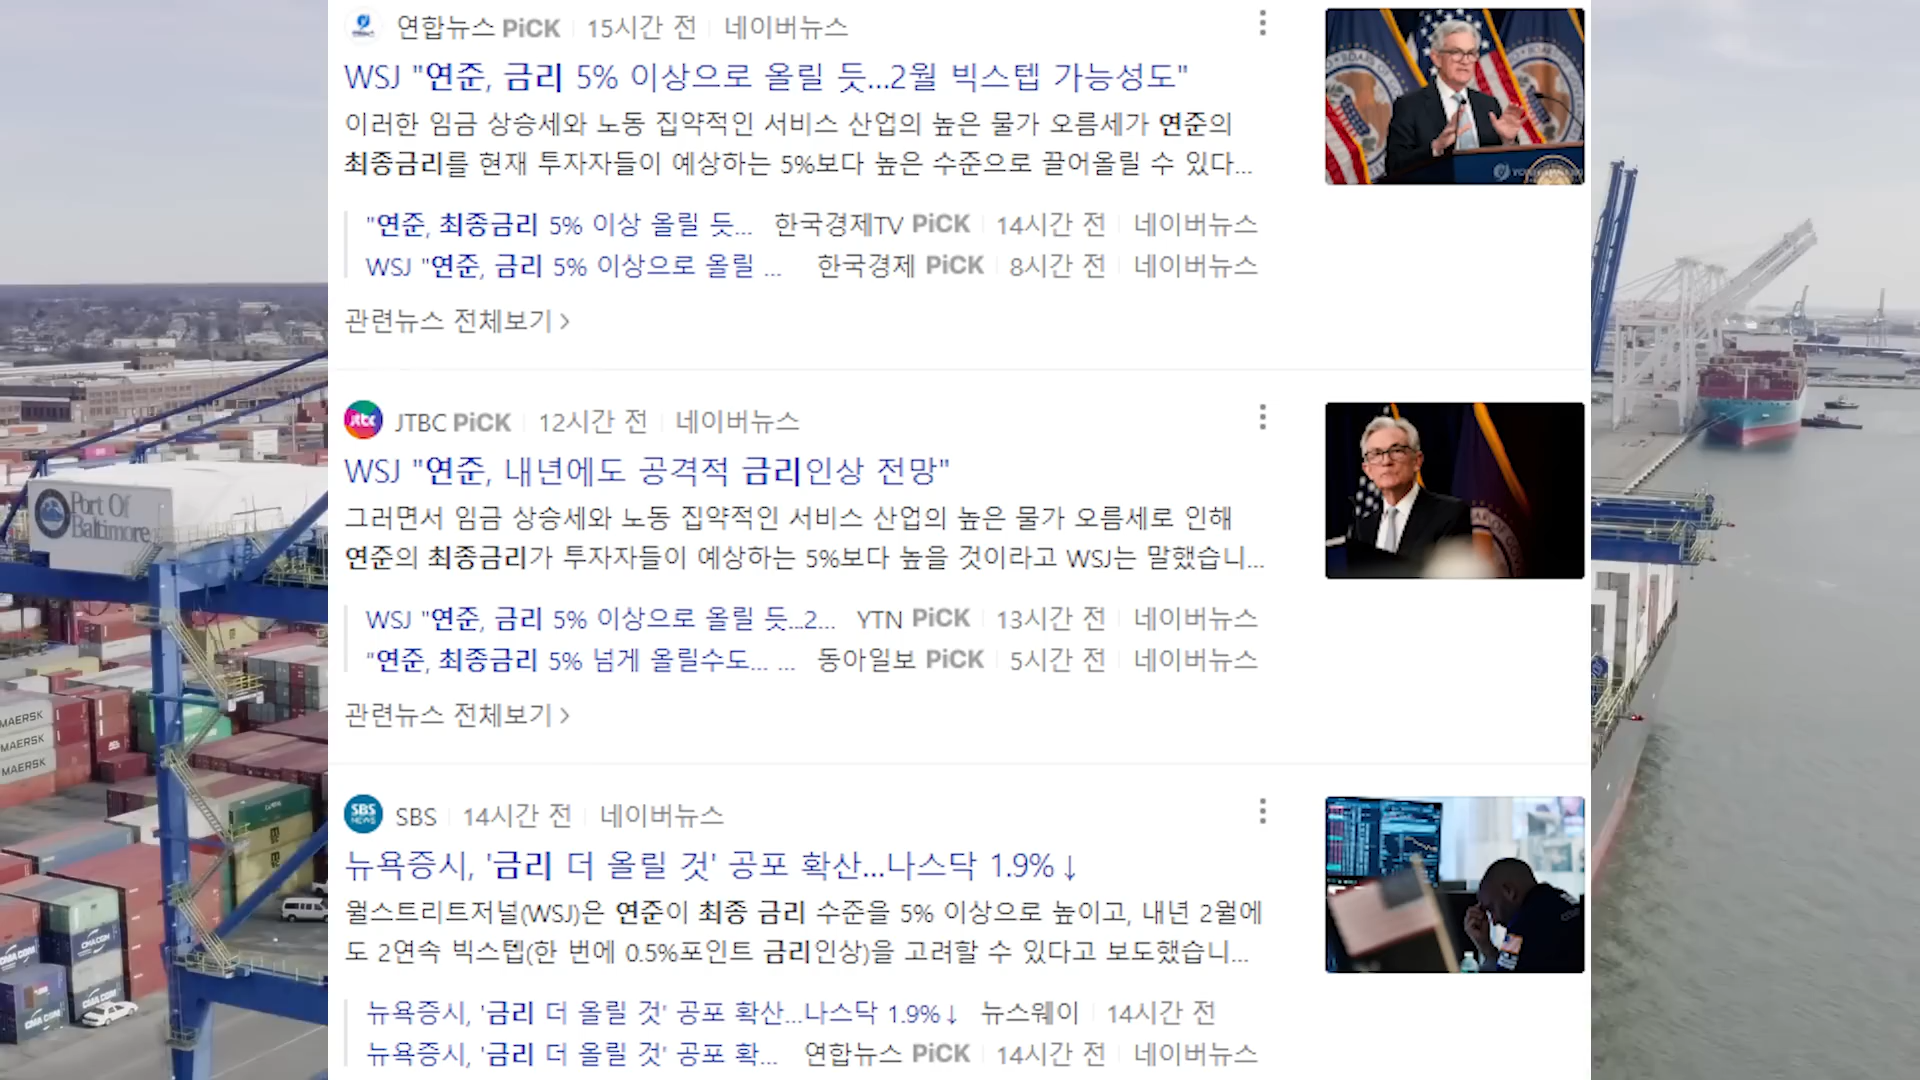 연합뉴스 PiCK 15시간 전 네이버뉴스
WSJ "연준, 금리 5% 이상으로 올릴 듯...2월 빅스텝 가능성도"
이러한 임금 상승세와 노동 집약적인 서비스 산업의 높은 물가 오름세가 연준의
최종금리를 현재 투자자들이 예상하는 5%보다 높은 수준으로 끌어올릴 수 있다...
"연준, 최종금리 5% 이상 올릴 듯... 한국경제TV PiCK 14시간 전 네이버뉴스
WSJ "연준, 금리 5% 이상으로 올릴 ... 한국경제 PiCK 8시간 전 네이버뉴스
관련뉴스 전체보기 >
jtbc JTBC PiCK 12시간 전 네이버뉴스
WSJ "연준, 내년에도 공격적 금리인상 전망"
그러면서 임금 상승세와 노동 집약적인 서비스 산업의 높은 물가 오름세로 인해
연준의 최종금리가 투자자들이 예상하는 5%보다 높을 것이라고 WSJ는 말했습니...
WSJ "연준, 금리 5% 이상으로 올릴 듯...2... YTN PiCK 13시간 전 네이버뉴스
"연준, 최종금리 5% 넘게 올릴수도... ... 동아일보 PiCK 5시간 전 네이버뉴스
관련뉴스 전체보기 >
SBS NEWS SBS 14시간 전 네이버뉴스
뉴욕증시, '금리 더 올릴 것' 공포 확산...나스닥 1.9%↓
월스트리트저널(WSJ)은 연준이 최종 금리 수준을 5% 이상으로 높이고, 내년 2월에
도 2연속 빅스텝(한 번에 0.5%포인트 금리인상)을 고려할 수 있다고 보도했습니...
뉴욕증시, '금리 더 올릴 것' 공포 확산...나스닥 1.9%↓ 뉴스웨이 14시간 전
뉴욕증시, '금리 더 올릴 것' 공포 확... 연합뉴스 PiCK 14시간 전 네이버뉴스
Port Of
Baltimore
MAERSK
MAERSK
MAERSK
CMA CGM
CMA CGM
CMA CGM
CMA CGM